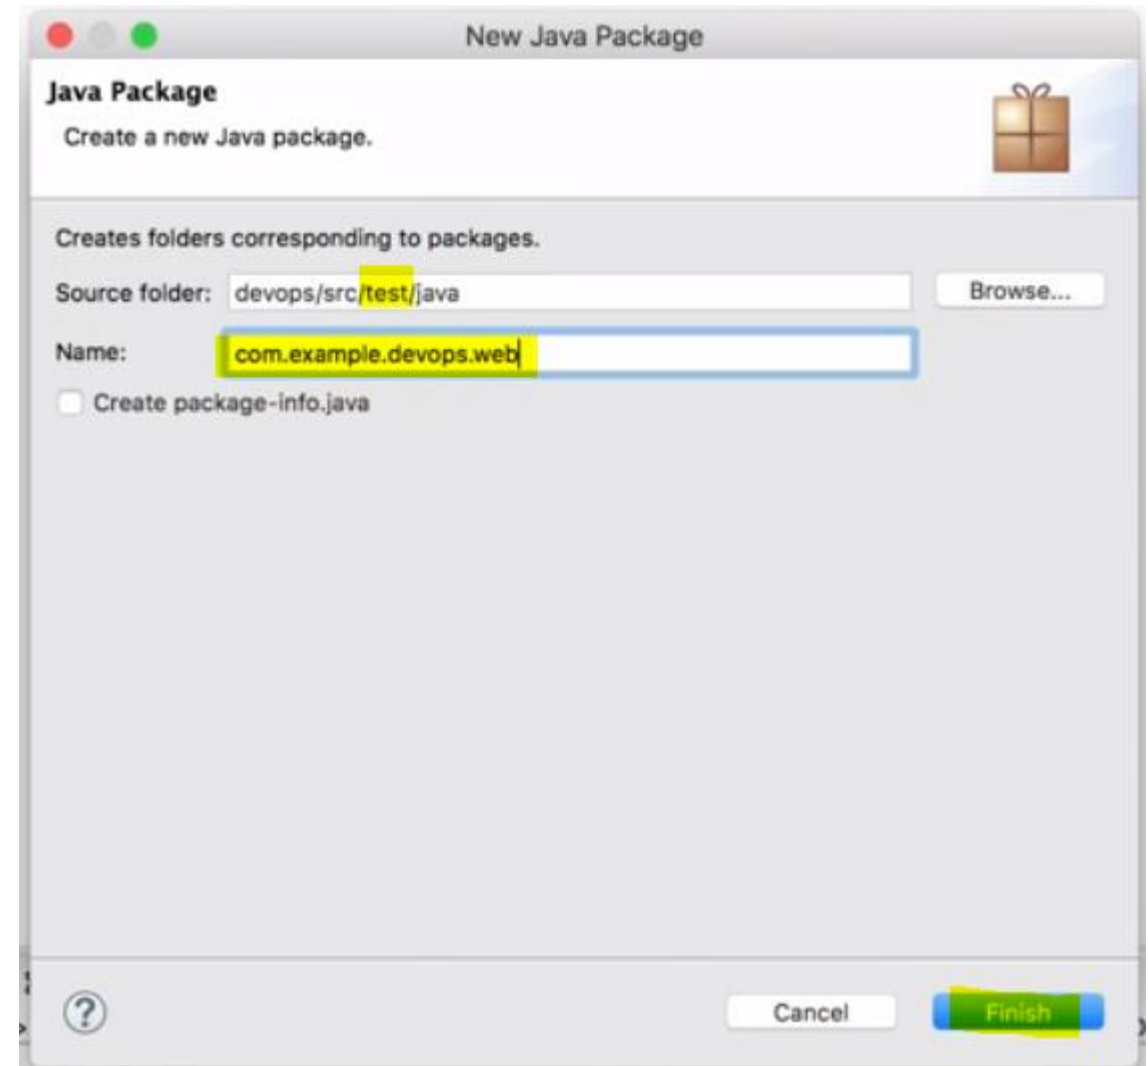 New Java Package
Java Package
Create a new Java package.
Creates folders corresponding to packages.
Source folder: devops/src/test/java Browse...
Name: com.example.devops.web
Create package-info.java
? Cancel Finish